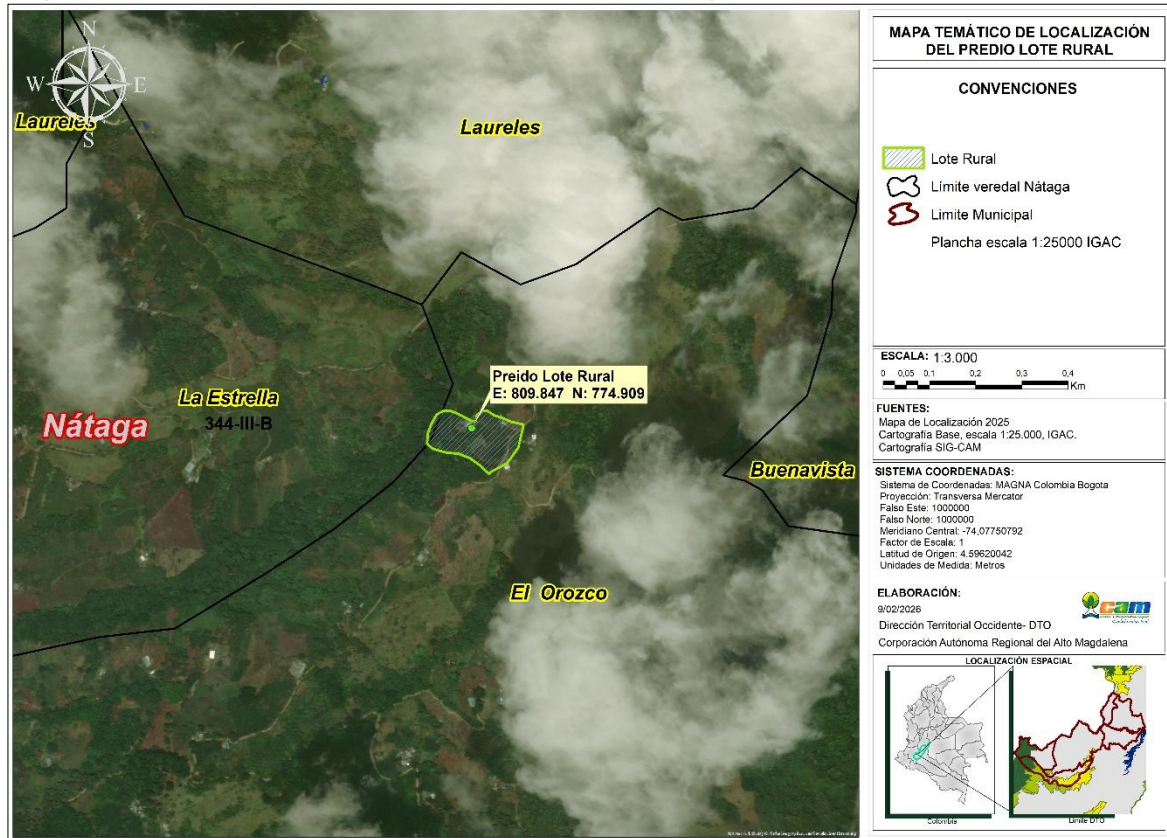 N
W E
S
Laureles
Laureles
Preido Lote Rural
E: 809.847 N: 774.909
La Estrella
344-III-B
Nátaga
Buenavista
El Orozco
MAPA TEMÁTICO DE LOCALIZACIÓN
DEL PREDIO LOTE RURAL
CONVENCIONES
Lote Rural
Límite veredal Nátaga
Limite Municipal
Plancha escala 1:25000 IGAC
ESCALA: 1:3.000
0 0,05 0,1 0,2 0,3 0,4
Km
FUENTES:
Mapa de Localización 2025
Cartografía Base, escala 1:25.000, IGAC.
Cartografía SIG-CAM
SISTEMA COORDENADAS:
Sistema de Coordenadas: MAGNA Colombia Bogota
Proyección: Transversa Mercator
Falso Este: 1000000
Falso Norte: 1000000
Meridiano Central: -74,07750792
Factor de Escala: 1
Latitud de Origen: 4.59620042
Unidades de Medida: Metros
ELABORACIÓN:
9/02/2026
cam
Dirección Territorial Occidente- DTO
Corporación Autónoma Regional del Alto Magdalena
LOCALIZACIÓN ESPACIAL
Colombia
Limite DTO